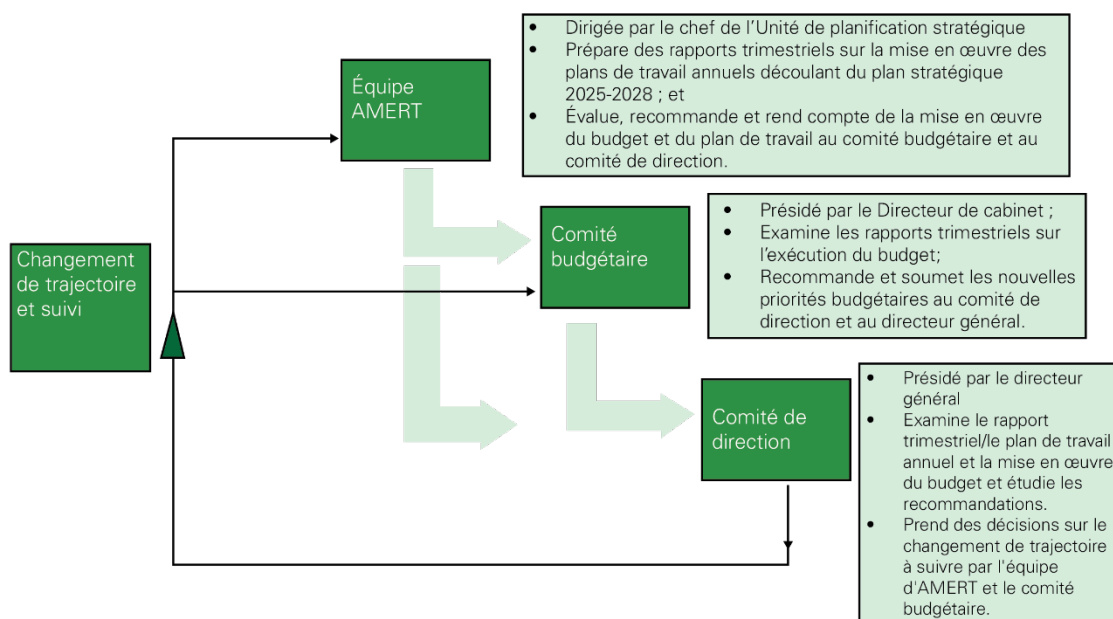 • Dirigée par le chef de l'Unité de planification stratégique
• Prépare des rapports trimestriels sur la mise en œuvre des
plans de travail annuels découlant du plan stratégique
2025-2028 ; et
• Évalue, recommande et rend compte de la mise en œuvre
du budget et du plan de travail au comité budgétaire et au
comité de direction.
Équipe
AMERT
• Présidé par le Directeur de cabinet ;
• Examine les rapports trimestriels sur
l'exécution du budget;
• Recommande et soumet les nouvelles
priorités budgétaires au comité de
direction et au directeur général.
Comité
budgétaire
Changement
de trajectoire
et suivi
• Présidé par le directeur
général
• Examine le rapport
trimestriel/le plan de travail
annuel et la mise en œuvre
du budget et étudie les
recommandations.
• Prend des décisions sur le
changement de trajectoire
à suivre par l'équipe
d'AMERT et le comité
budgétaire.
Comité de
direction